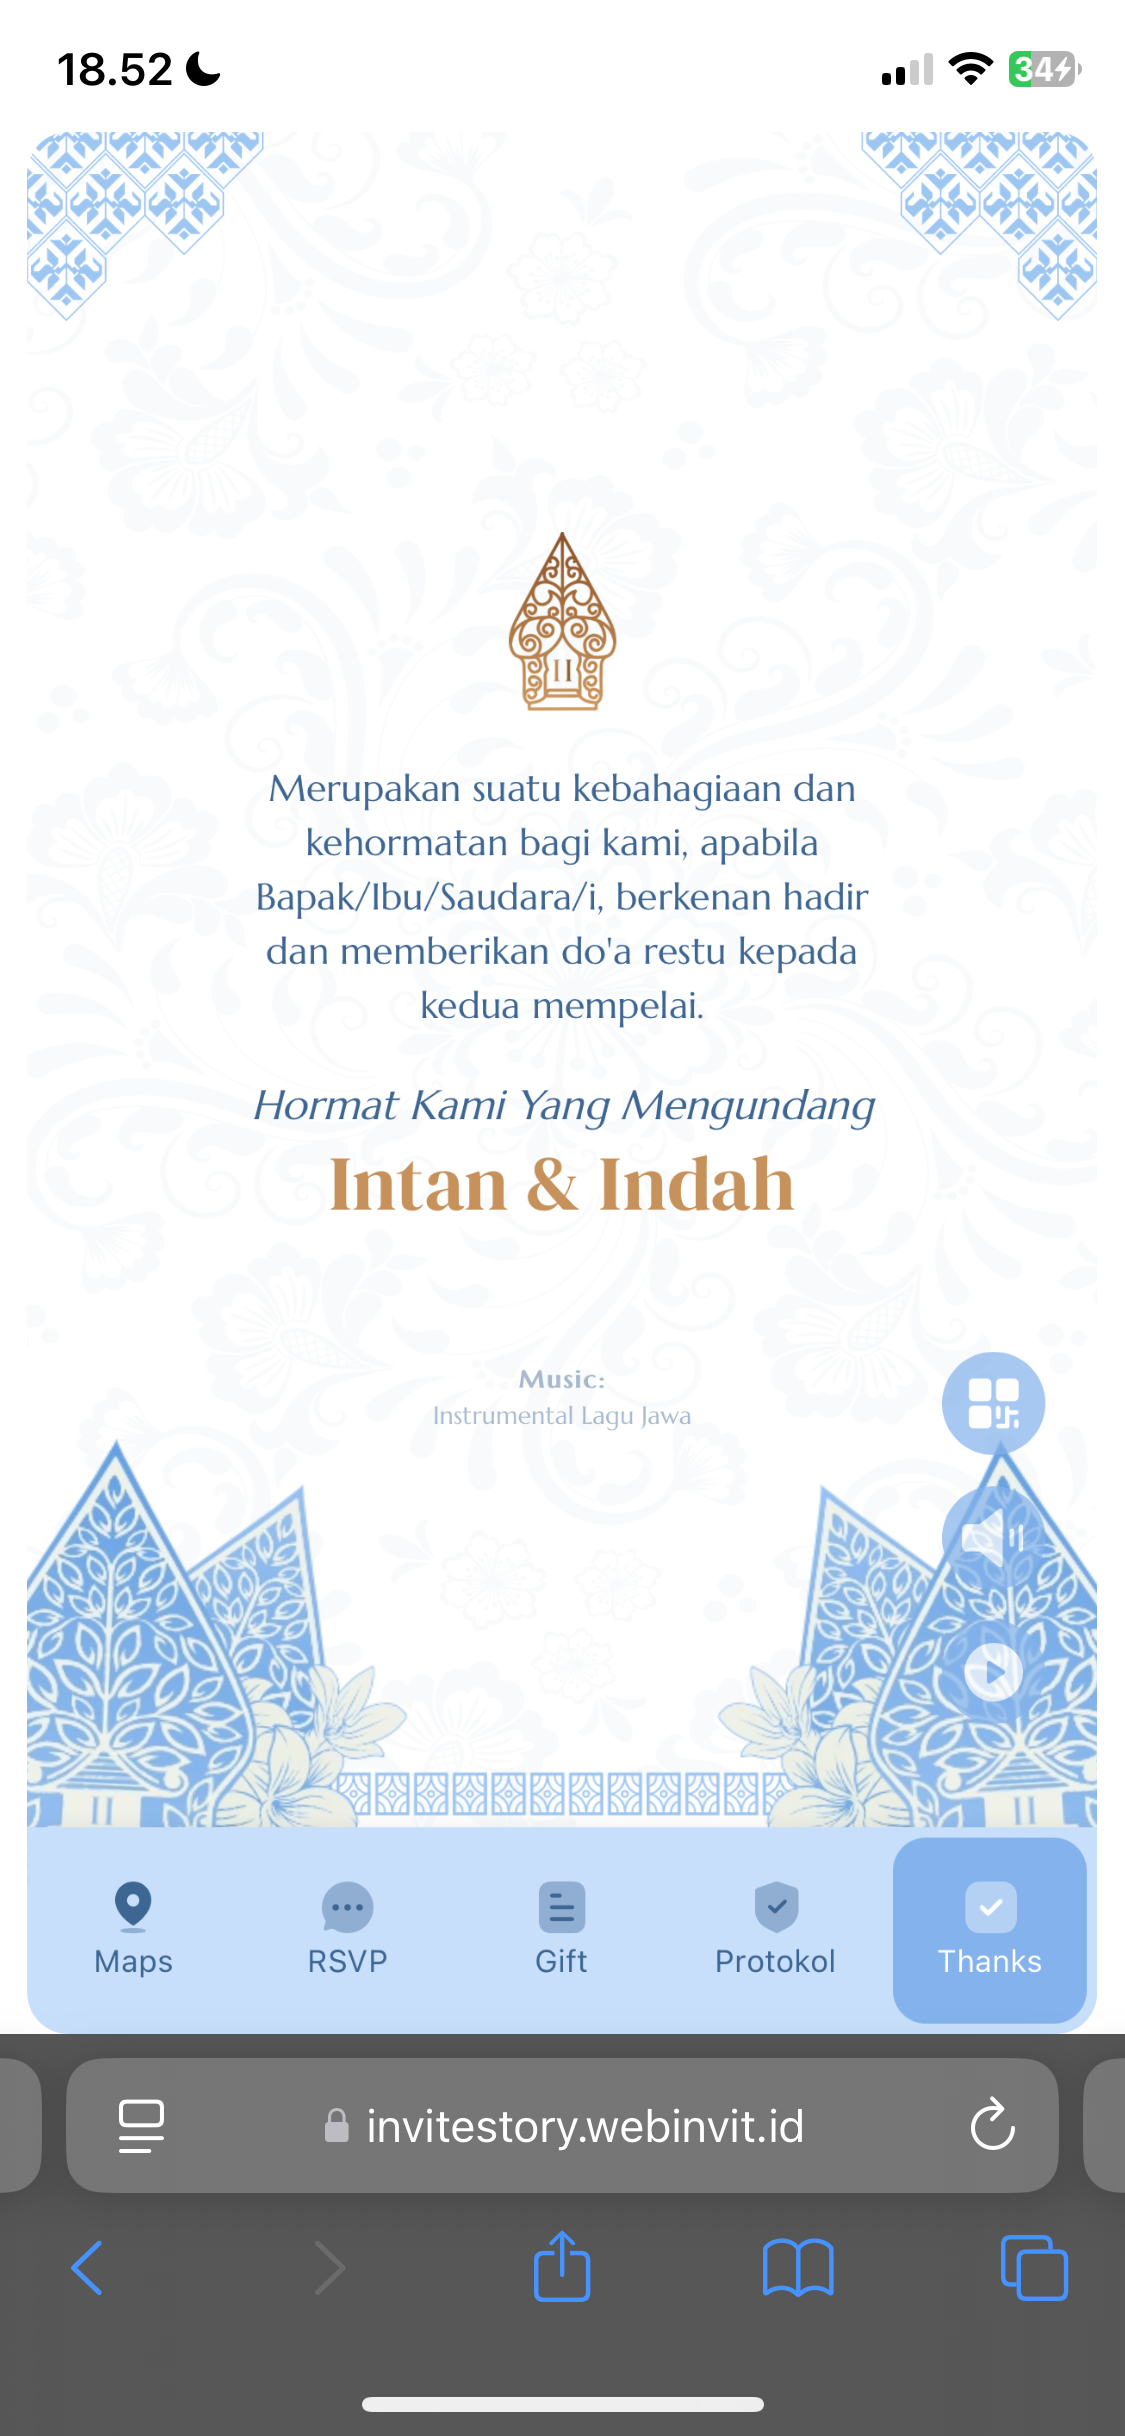 18.52
34
Merupakan suatu kebahagiaan dan
kehormatan bagi kami, apabila
Bapak/Ibu/Saudara/i, berkenan hadir
dan memberikan do'a restu kepada
kedua mempelai.
Hormat Kami Yang Mengundang
Intan & Indah
Music:
Instrumental Lagu Jawa
Maps
RSVP
Gift
Protokol
Thanks
invitestory.webinvit.id